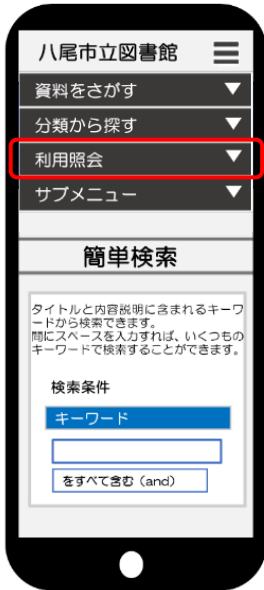 八尾市立図書館
資料をさがす
分類から探す
利用照会
サブメニュー
簡単検索
タイトルと内容説明に含まれるキーワ
ードから検索できます。
間にスペースを入力すれば、いくつもの
キーワードで検索することができます。
検索条件
キーワード
をすべて含む（and）